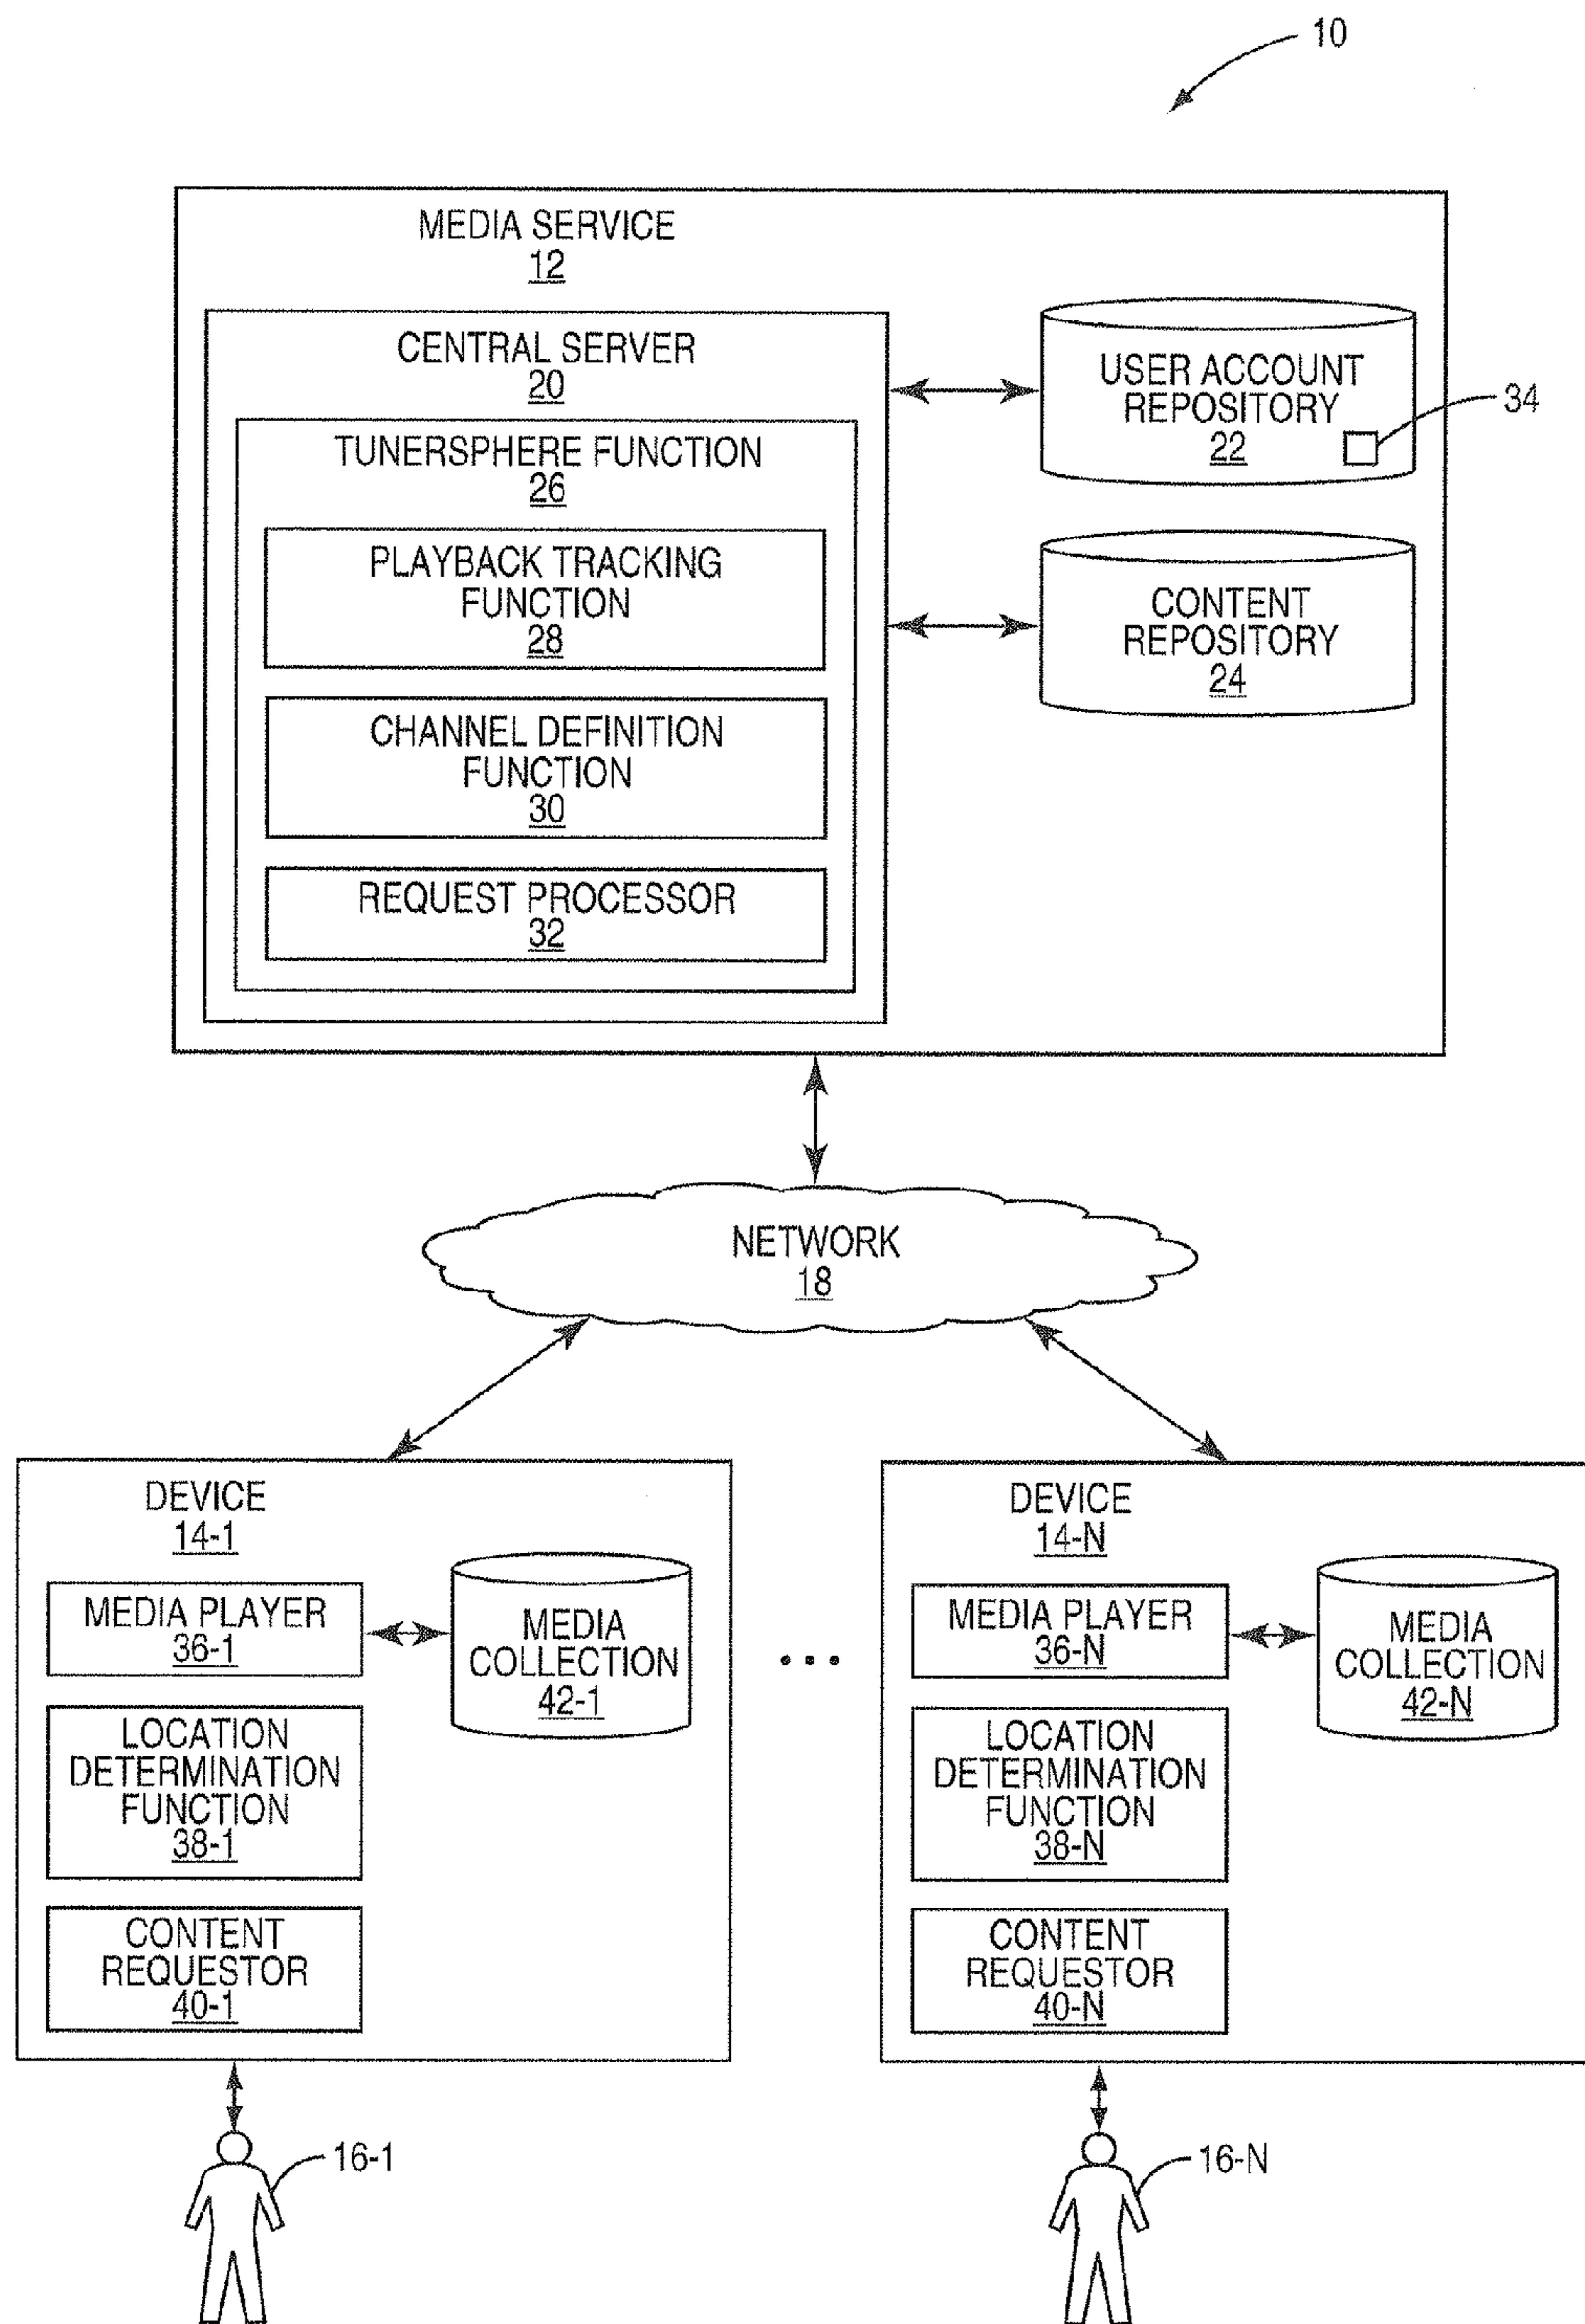 10
MEDIA SERVICE
12
CENTRAL SERVER
20
TUNERSPHERE FUNCTION
26
PLAYBACK TRACKING
FUNCTION
28
CHANNEL DEFINITION
FUNCTION
30
REQUEST PROCESSOR
32
USER ACCOUNT
REPOSITORY
22
34
CONTENT
REPOSITORY
24
NETWORK
18
DEVICE
14-1
MEDIA PLAYER
36-1
MEDIA
COLLECTION
42-1
LOCATION
DETERMINATION
FUNCTION
38-1
CONTENT
REQUESTOR
40-1
16-1
DEVICE
14-N
MEDIA PLAYER
36-N
MEDIA
COLLECTION
42-N
LOCATION
DETERMINATION
FUNCTION
38-N
CONTENT
REQUESTOR
40-N
16-N